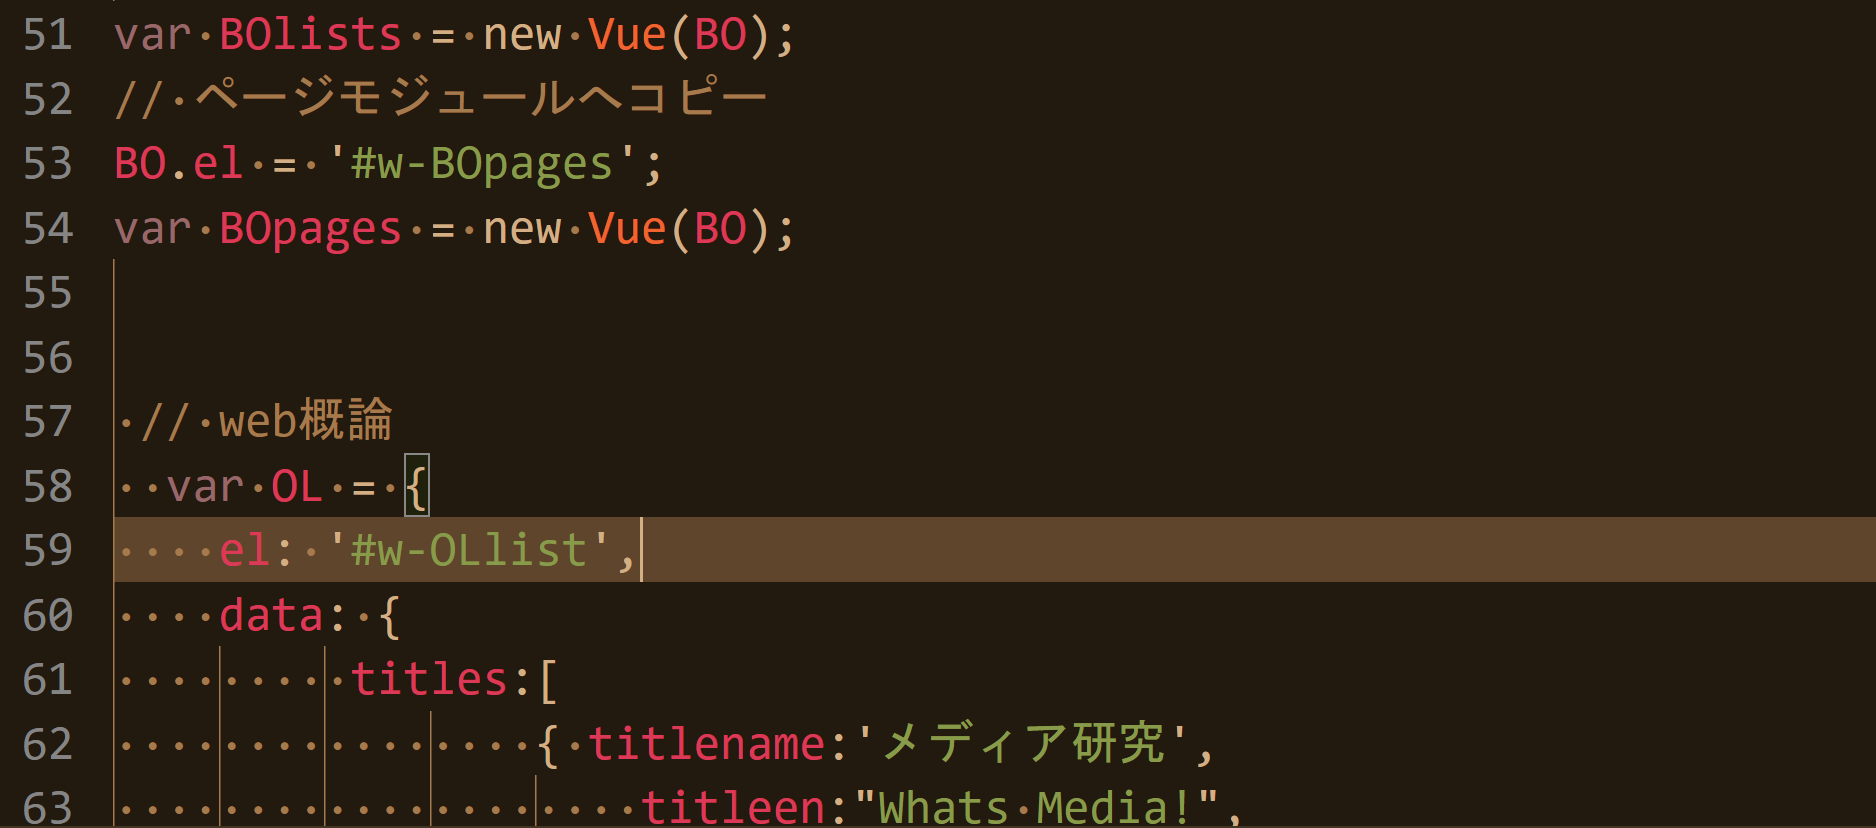 51 var BOlists = new Vue(BO);
52 // ページモジュールへコピー
53 BO.el = '#w-BOpages';
54 var BOpages = new Vue(BO);
55
56
57 // web概論
58 var OL = {
59 el: '#w-OLlist',
60 data: {
61 titles:[
62 { titlename:'メディア研究',
63 titleen:"Whats Media!",